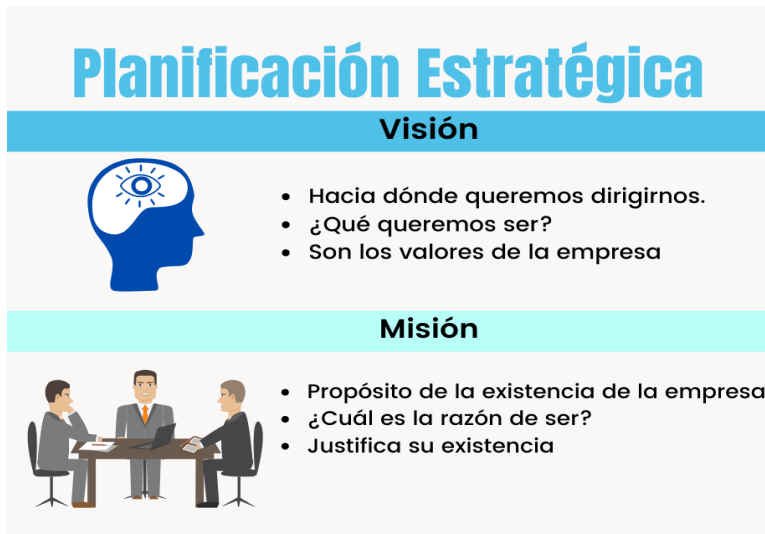 Planificación Estratégica
Visión
• Hacia dónde queremos dirigirnos.
• ¿Qué queremos ser?
• Son los valores de la empresa
Misión
• Propósito de la existencia de la empresa
• ¿Cuál es la razón de ser?
• Justifica su existencia